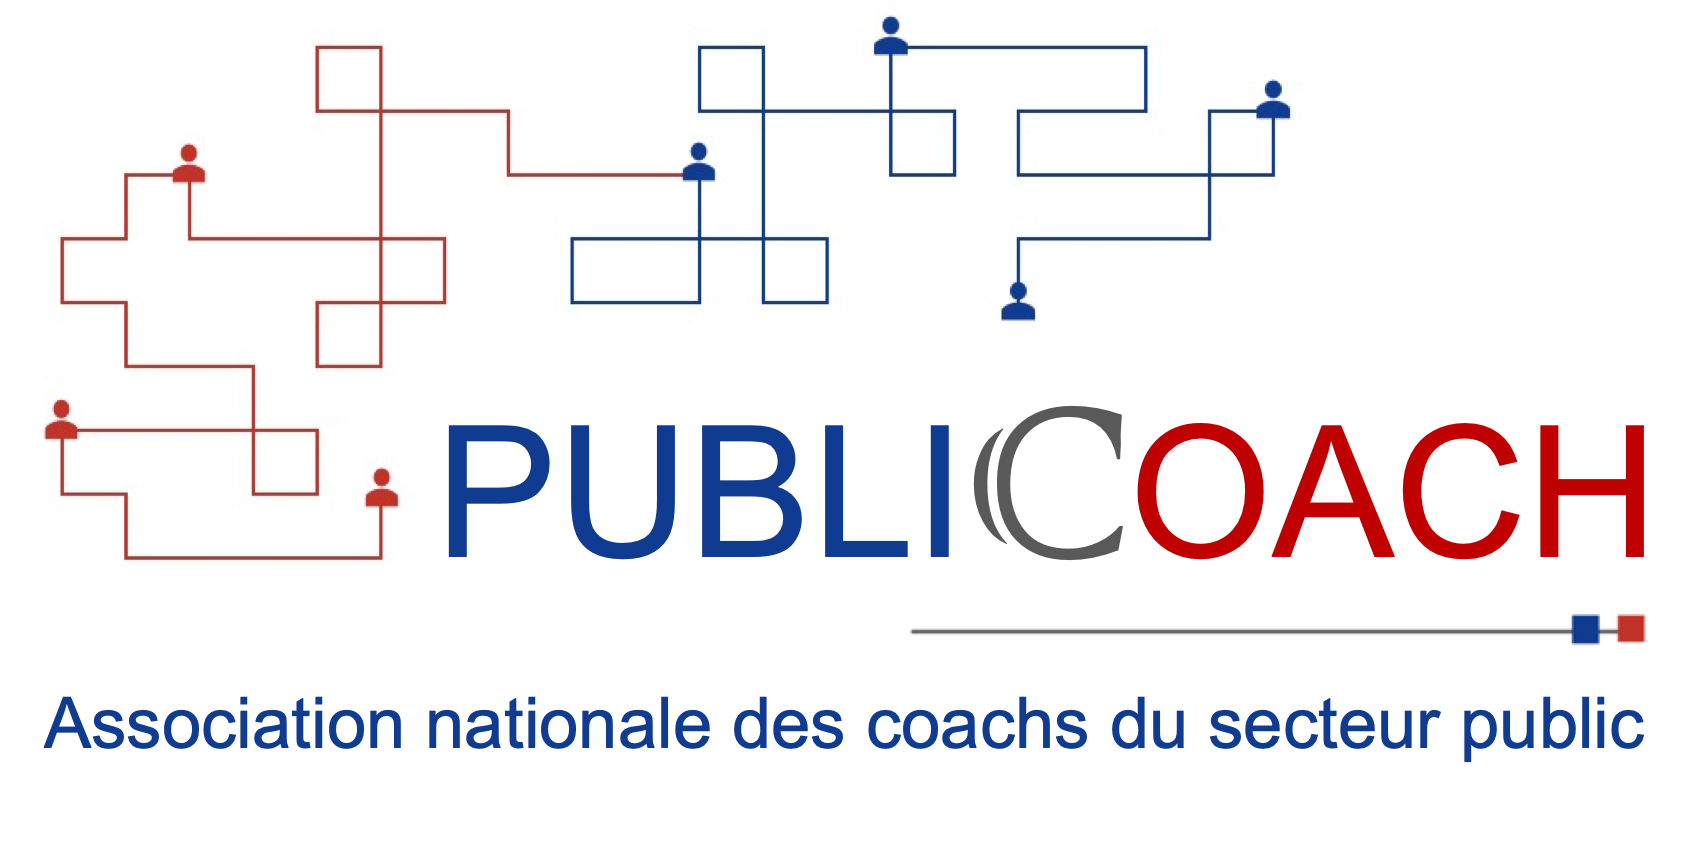 PUBLICOACH
Association nationale des coachs du secteur public